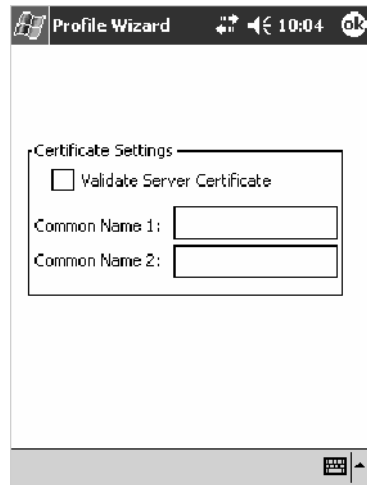 Profile Wizard 10:04 ok
Certificate Settings
Validate Server Certificate
Common Name 1:
Common Name 2: